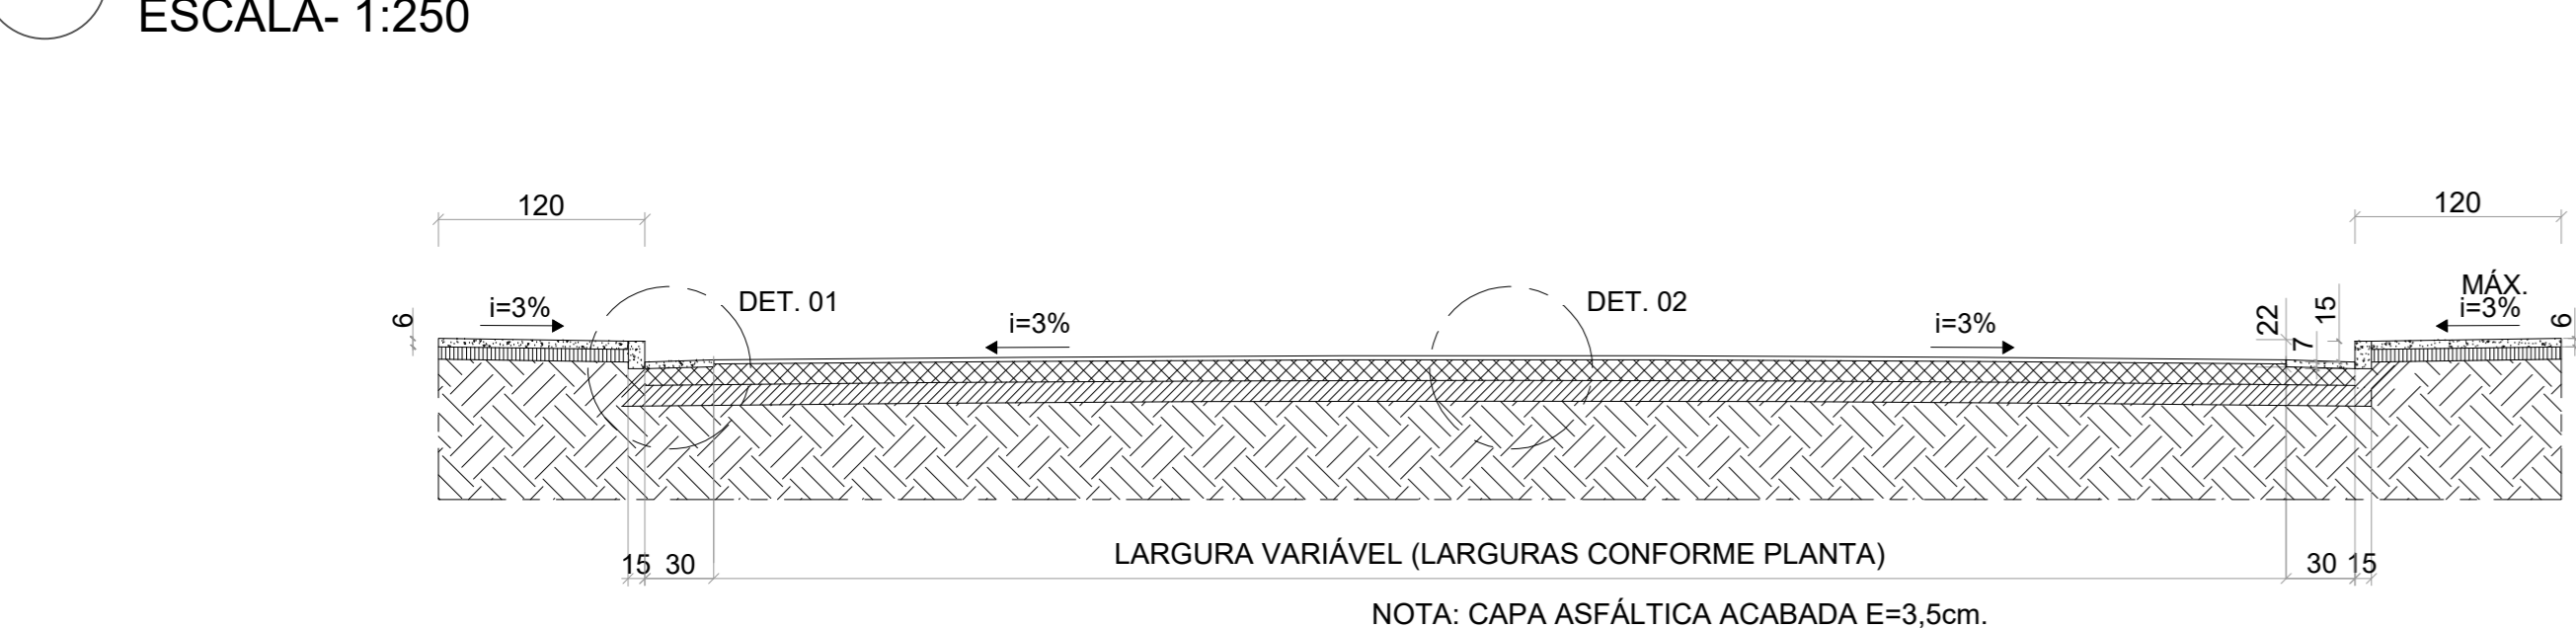 ESCALA- 1:250
120
120
6
i=3%
DET. 01
i=3%
DET. 02
i=3%
22
7
15
MÁX.
i=3%
6
15 30
LARGURA VARIÁVEL (LARGURAS CONFORME PLANTA)
30 15
NOTA: CAPA ASFÁLTICA ACABADA E=3,5cm.